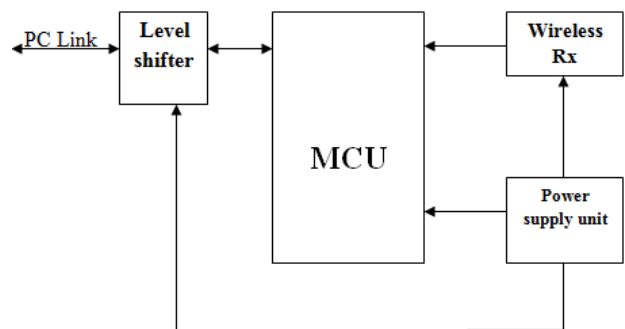 PC Link
Level
shifter
MCU
Wireless
Rx
Power
supply unit